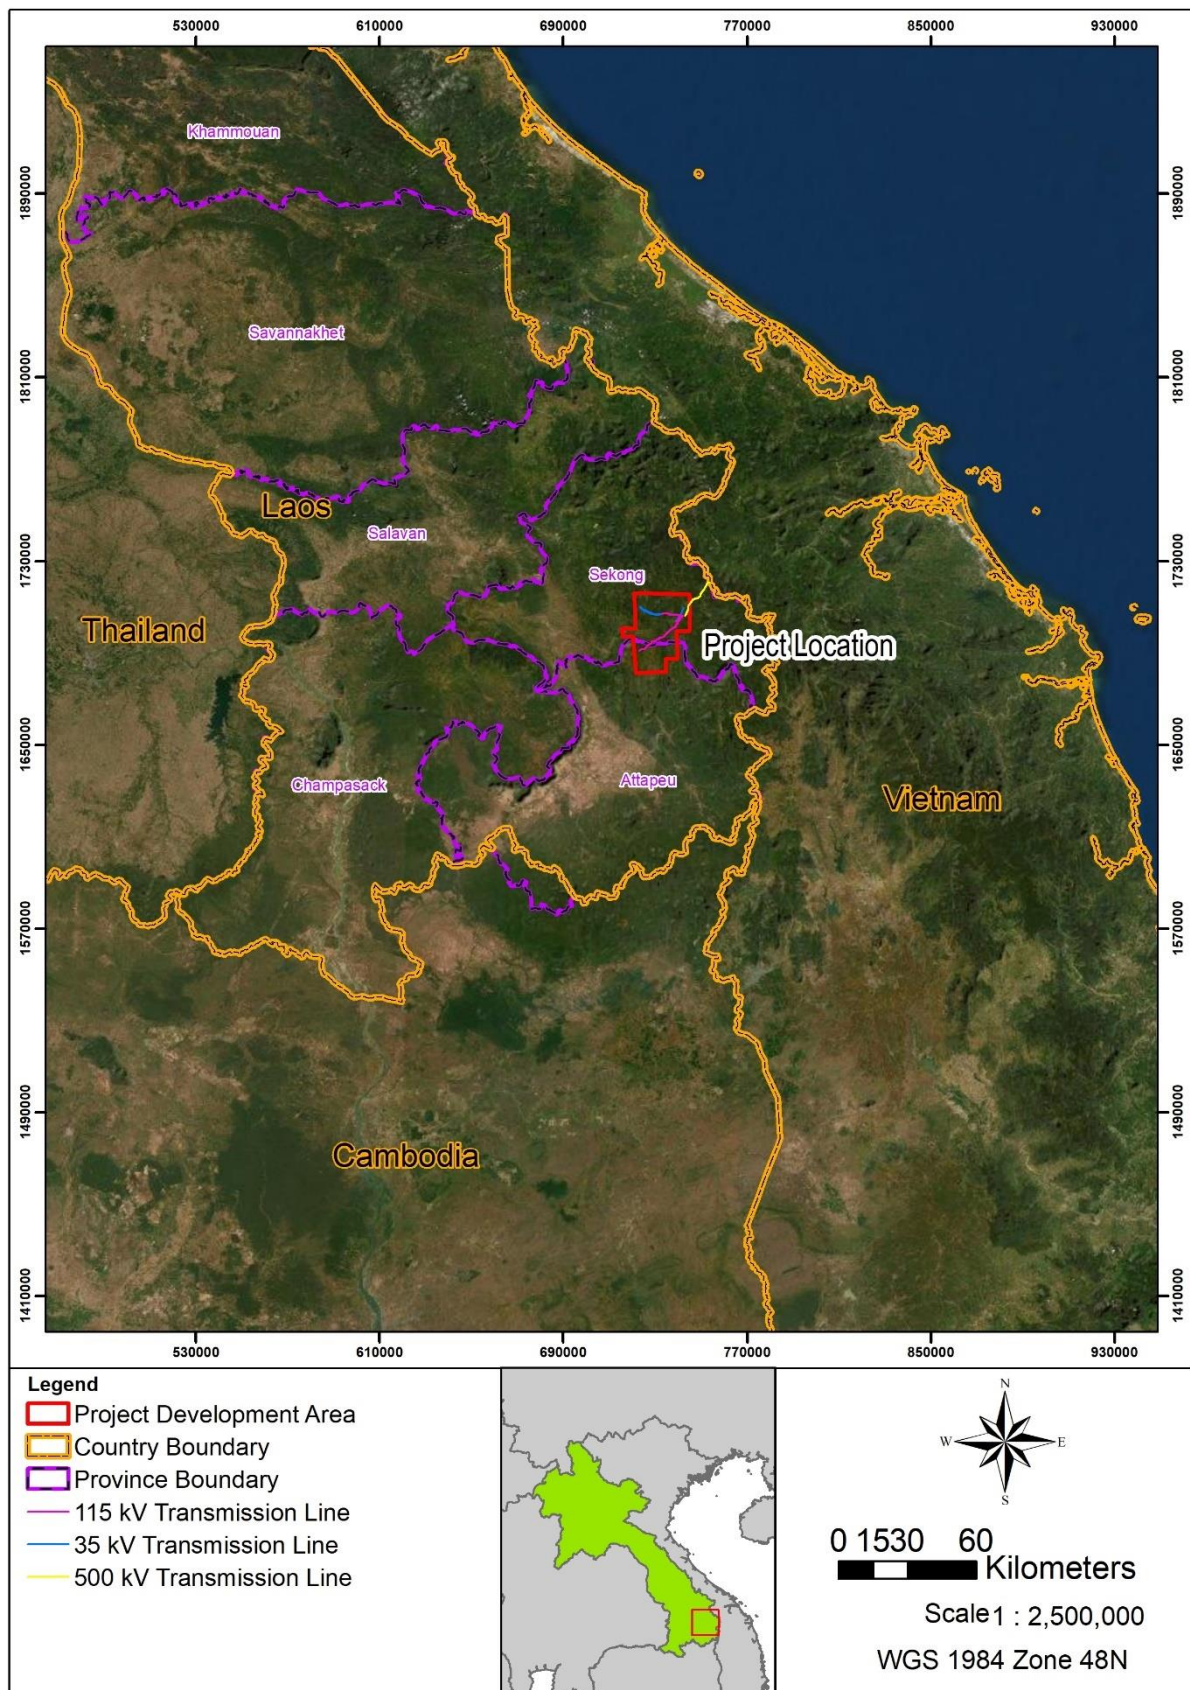 530000 610000 690000 770000 850000 930000
1890000
1810000
1730000
1650000
1570000
1490000
1410000
1890000
1810000
1730000
1650000
1570000
1490000
1410000
Khammouan
Savannakhet
Laos
Salavan
Sekong
Thailand
Project Location
Champasack
Attapeu
Vietnam
Cambodia
530000 610000 690000 770000 850000 930000
Legend
Project Development Area
Country Boundary
Province Boundary
115 kV Transmission Line
35 kV Transmission Line
500 kV Transmission Line
N
W E
S
0 1530 60
Kilometers
Scale 1 : 2,500,000
WGS 1984 Zone 48N